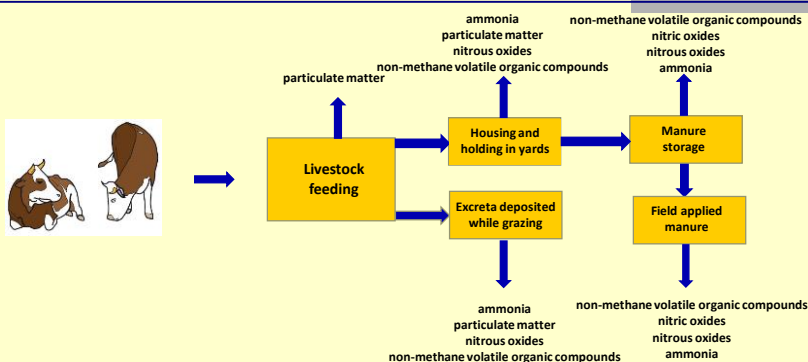 ammonia
particulate matter
nitrous oxides
non-methane volatile organic compounds
non-methane volatile organic compounds
nitric oxides
nitrous oxides
ammonia
particulate matter
Livestock
feeding
Housing and
holding in yards
Manure
storage
Excreta deposited
while grazing
Field applied
manure
ammonia
particulate matter
nitrous oxides
non-methane volatile organic compounds
non-methane volatile organic compounds
nitric oxides
nitrous oxides
ammonia